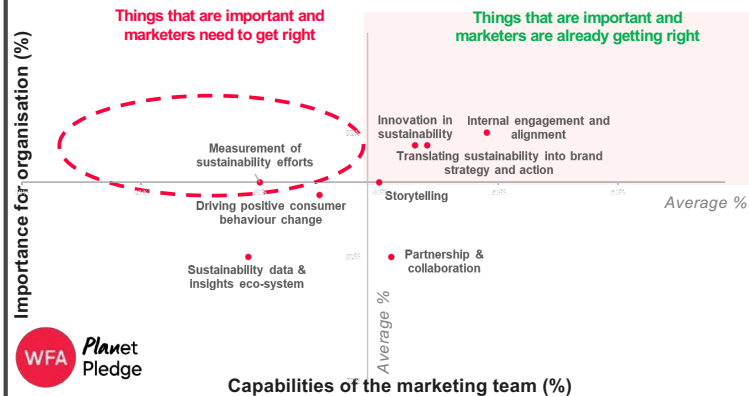 Things that are important and
marketers need to get right
Things that are important and
marketers are already getting right
Importance for organisation (%)
Innovation in
sustainability
Internal engagement and
alignment
Measurement of
sustainability efforts
Translating sustainability into brand
strategy and action
Driving positive consumer
behaviour change
Storytelling
Average %
Sustainability data &
insights eco-system
Partnership &
collaboration
Average %
WFA
Planet
Pledge
Capabilities of the marketing team (%)